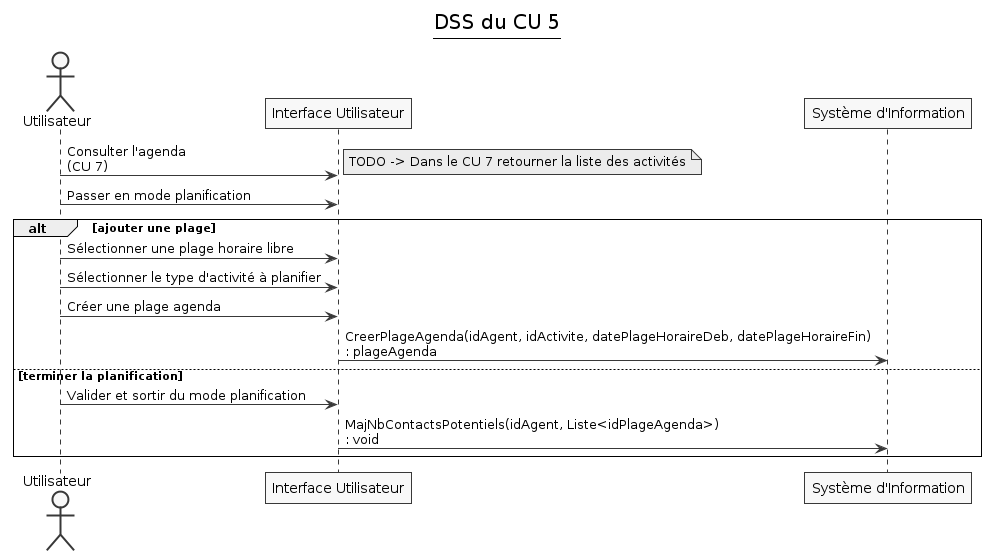 DSS du CU 5
Utilisateur
Interface Utilisateur
Système d'Information
Consulter l'agenda
(CU 7)
TODO -> Dans le CU 7 retourner la liste des activités
Passer en mode planification
alt [ajouter une plage]
Sélectionner une plage horaire libre
Sélectionner le type d'activité à planifier
Créer une plage agenda
CreerPlageAgenda(idAgent, idActivite, datePlageHoraireDeb, datePlageHoraireFin)
: plageAgenda
[terminer la planification]
Valider et sortir du mode planification
MajNbContactsPotentiels(idAgent, Liste<idPlageAgenda>)
: void
Utilisateur
Interface Utilisateur
Système d'Information